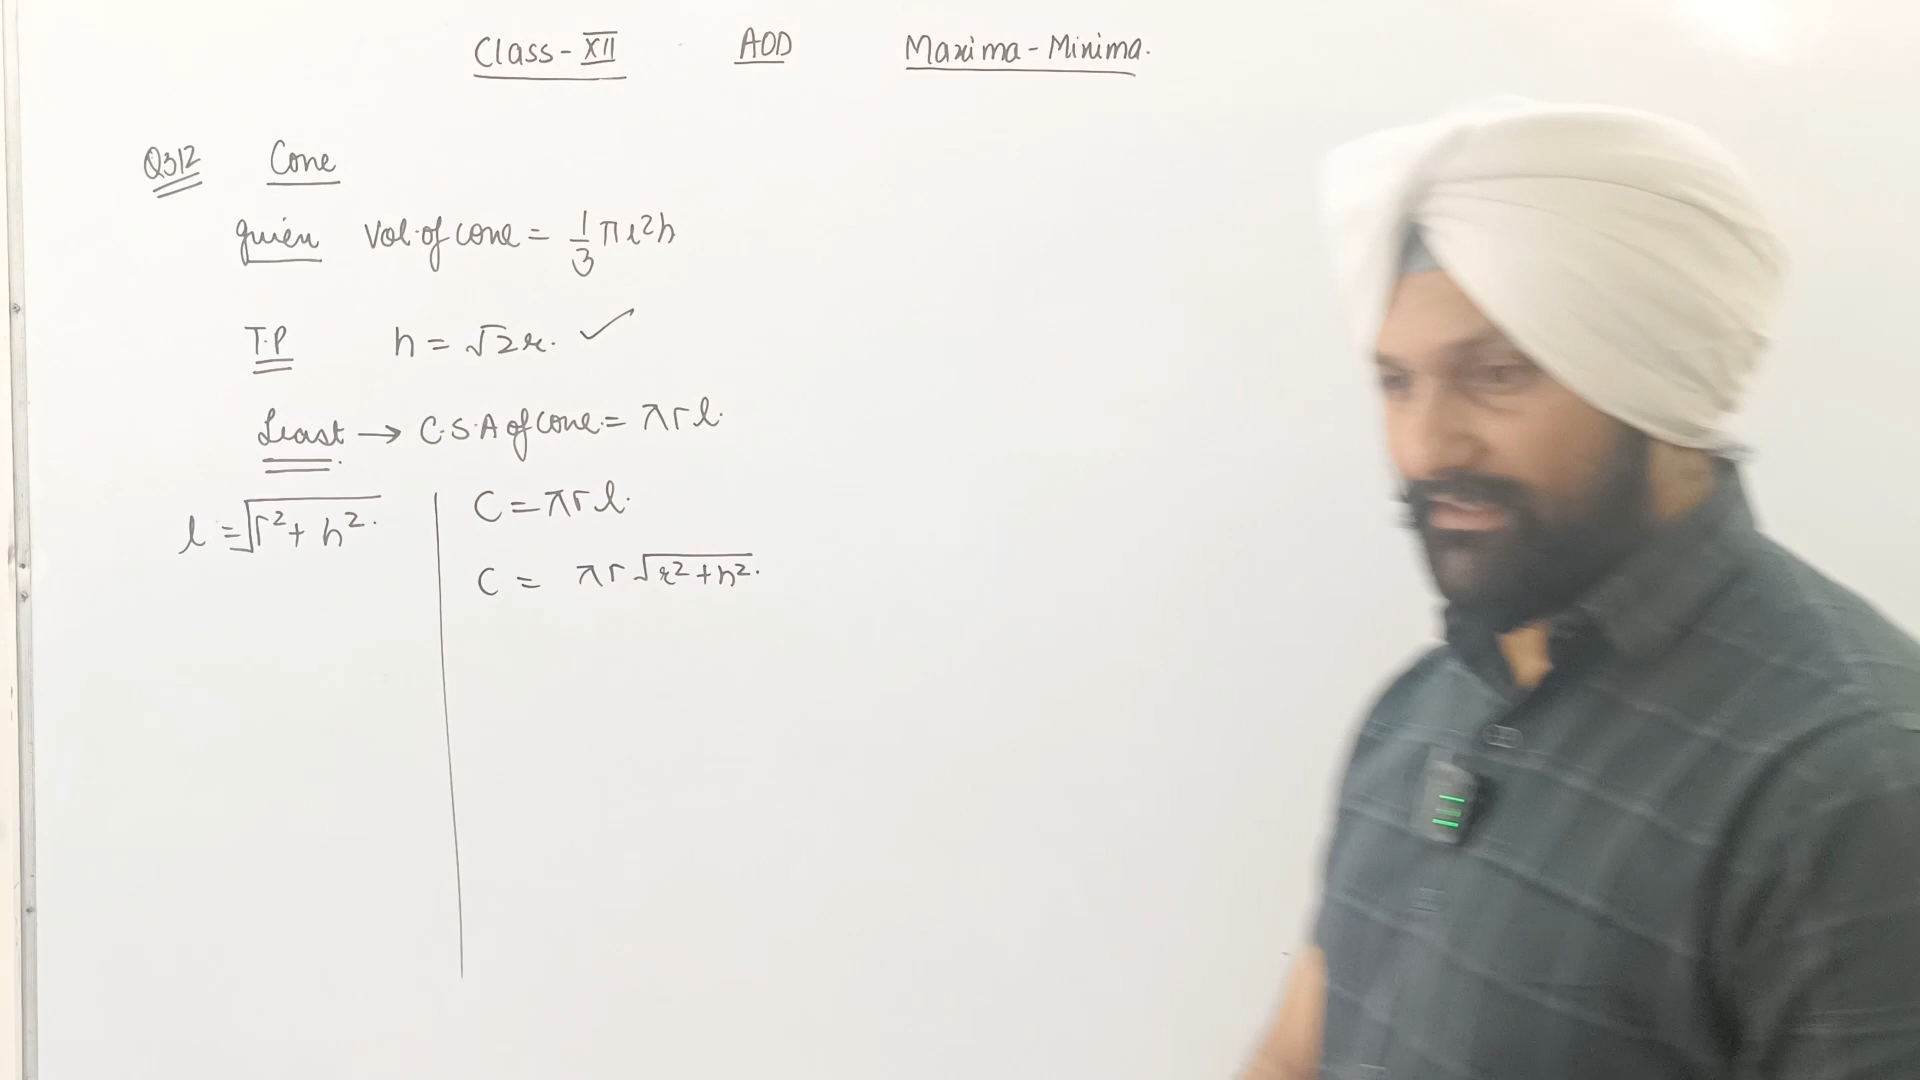 Class-XII AOD Maxima-Minima.
Q312 Cone
given Vol. of cone = 1/3 πr²h
T.P h = √2r. ✓
Least → C.S.A of cone = πrl.
l = √r² + h².
C = πrl.
C = πr√r² + h².